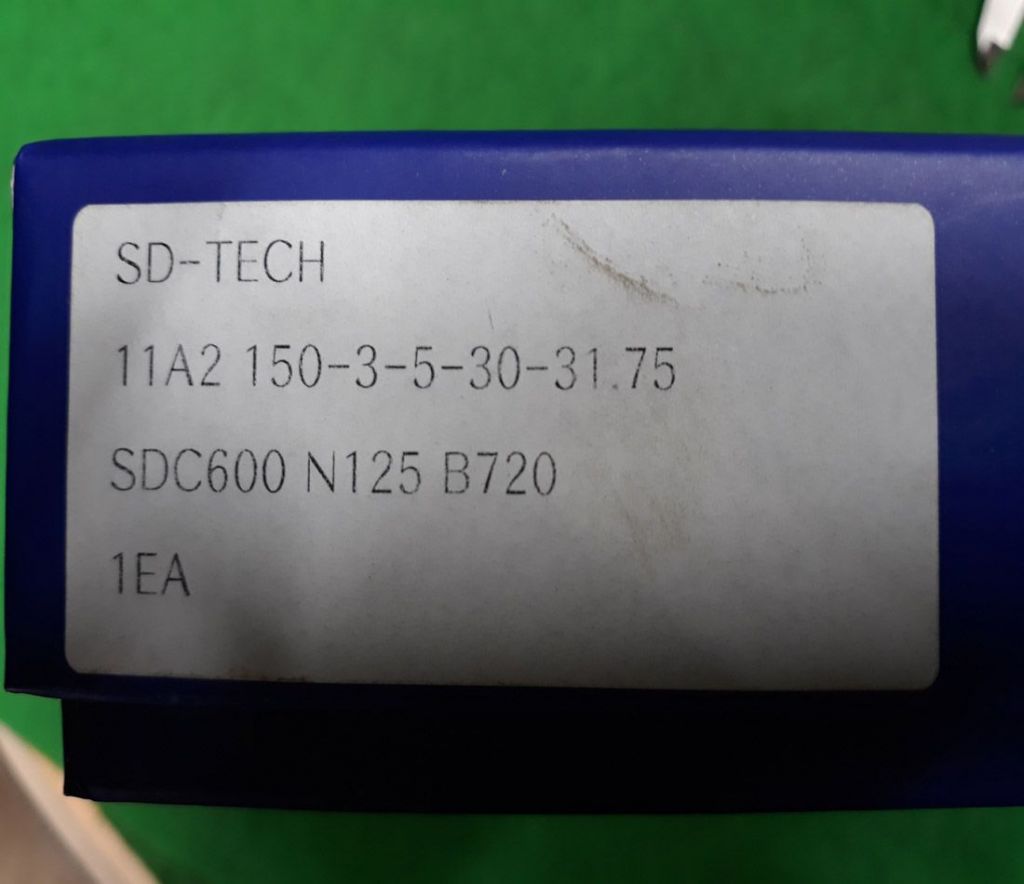 SD-TECH
11A2 150-3-5-30-31.75
SDC600 N125 B720
1EA